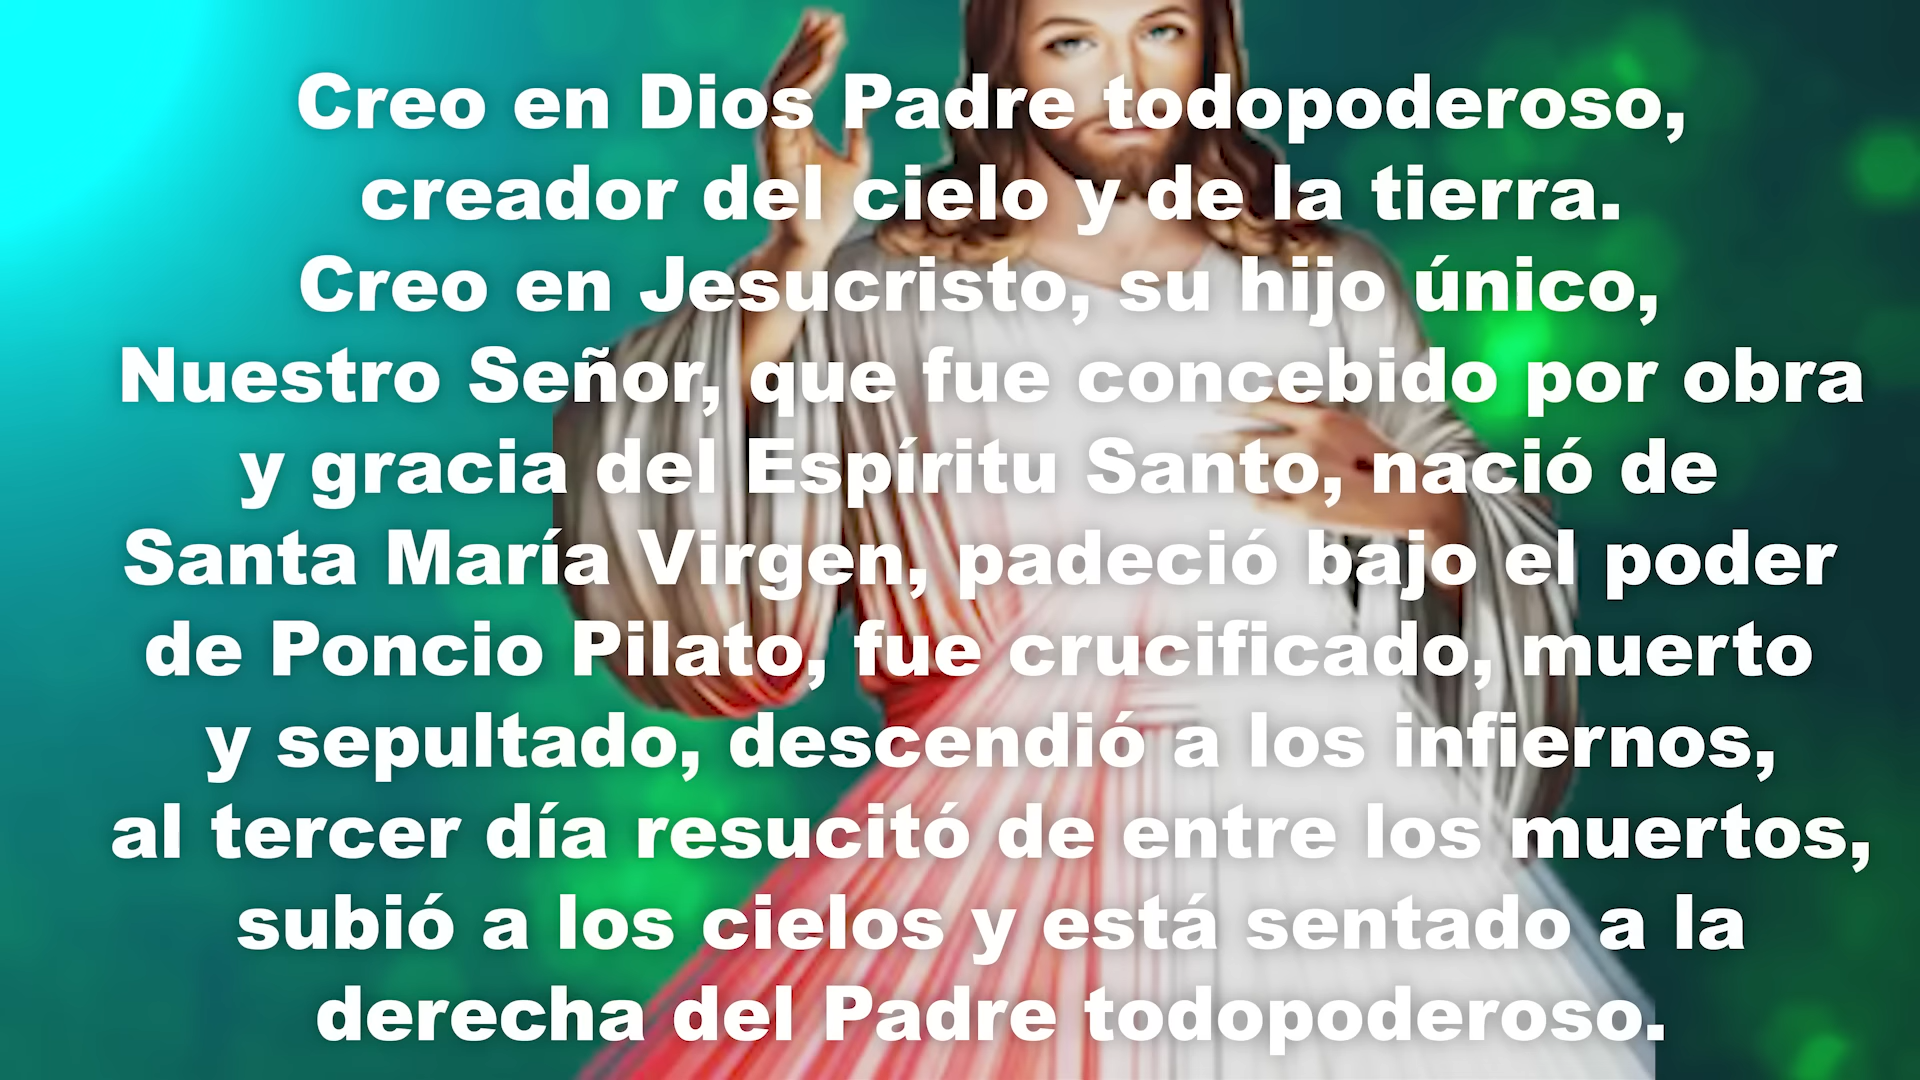 Creo en Dios Padre todopoderoso,
creador del cielo y de la tierra.
Creo en Jesucristo, su hijo único,
Nuestro Señor, que fue concebido por obra
y gracia del Espíritu Santo, nació de
Santa María Virgen, padeció bajo el poder
de Poncio Pilato, fue crucificado, muerto
y sepultado, descendió a los infiernos,
al tercer día resucitó de entre los muertos,
subió a los cielos y está sentado a la
derecha del Padre todopoderoso.